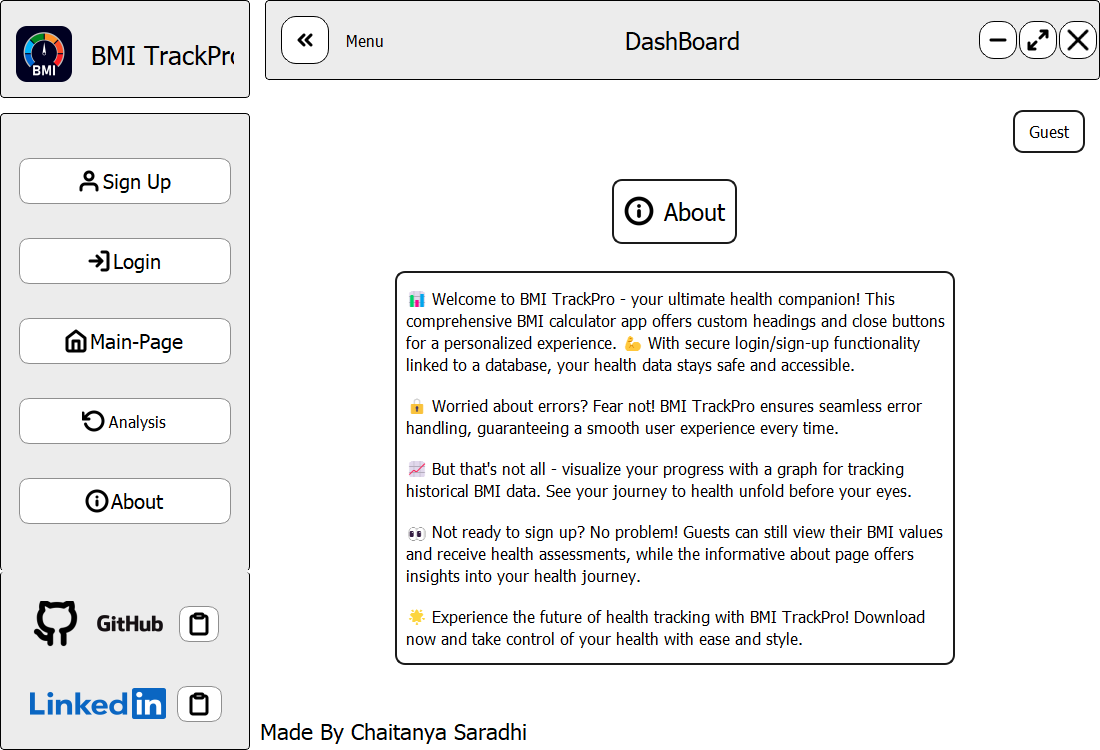 BMI
BMI TrackPro
Menu
DashBoard
Guest
Sign Up
Login
Main-Page
Analysis
About
GitHub
Linked in
About
📊 Welcome to BMI TrackPro - your ultimate health companion! This
comprehensive BMI calculator app offers custom headings and close buttons
for a personalized experience. 💪 With secure login/sign-up functionality
linked to a database, your health data stays safe and accessible.
🔒 Worried about errors? Fear not! BMI TrackPro ensures seamless error
handling, guaranteeing a smooth user experience every time.
📈 But that's not all - visualize your progress with a graph for tracking
historical BMI data. See your journey to health unfold before your eyes.
👀 Not ready to sign up? No problem! Guests can still view their BMI values
and receive health assessments, while the informative about page offers
insights into your health journey.
🌟 Experience the future of health tracking with BMI TrackPro! Download
now and take control of your health with ease and style.
Made By Chaitanya Saradhi